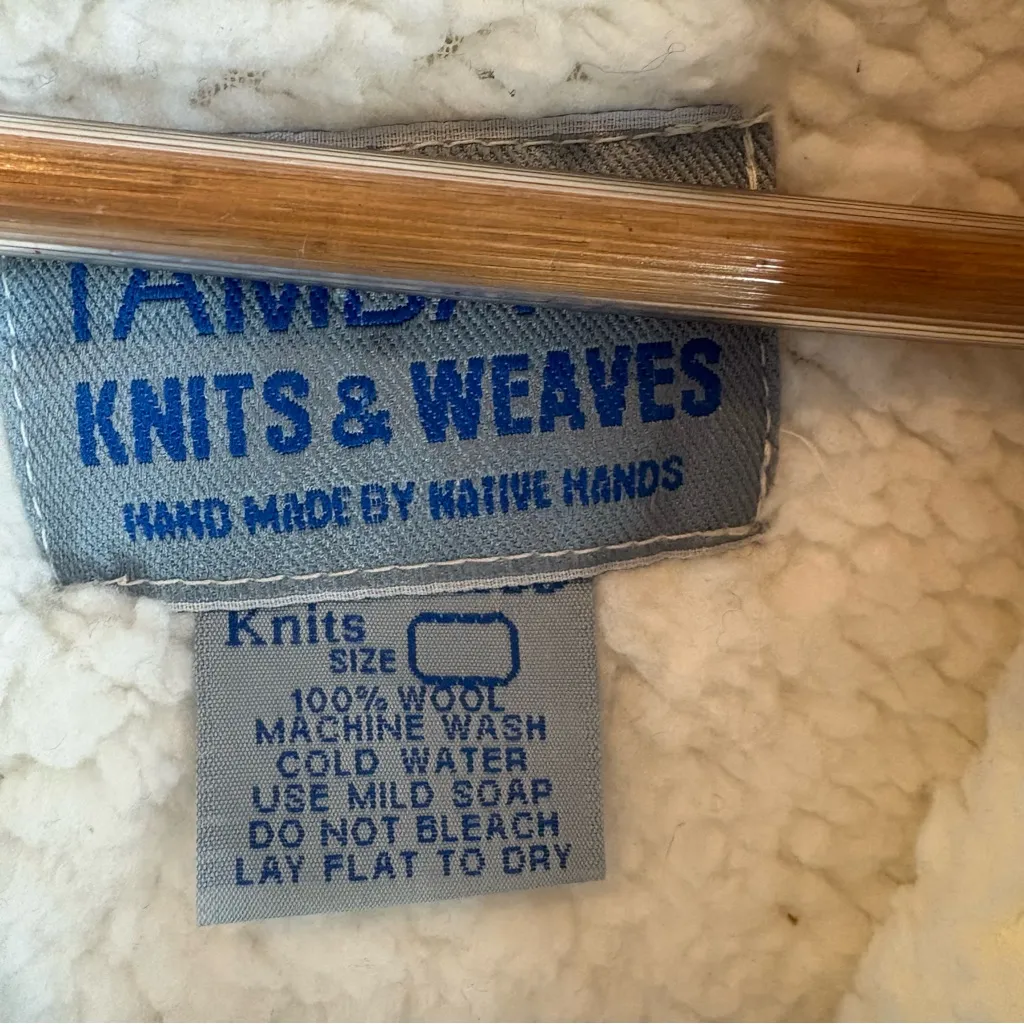 KNITS & WEAVES
HAND MADE BY NATIVE HANDS
Knits
SIZE
100% WOOL
MACHINE WASH
COLD WATER
USE MILD SOAP
DO NOT BLEACH
LAY FLAT TO DRY